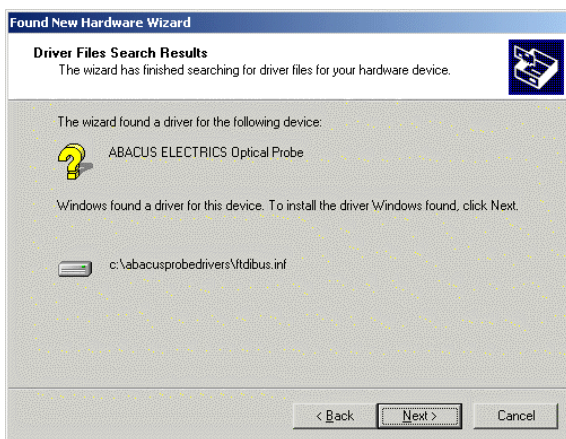 Found New Hardware Wizard
Driver Files Search Results
The wizard has finished searching for driver files for your hardware device.
The wizard found a driver for the following device:
ABACUS ELECTRICS Optical Probe
Windows found a driver for this device. To install the driver Windows found, click Next.
c:\abacusprobedrivers\ftdibus.inf
< Back
Next >
Cancel